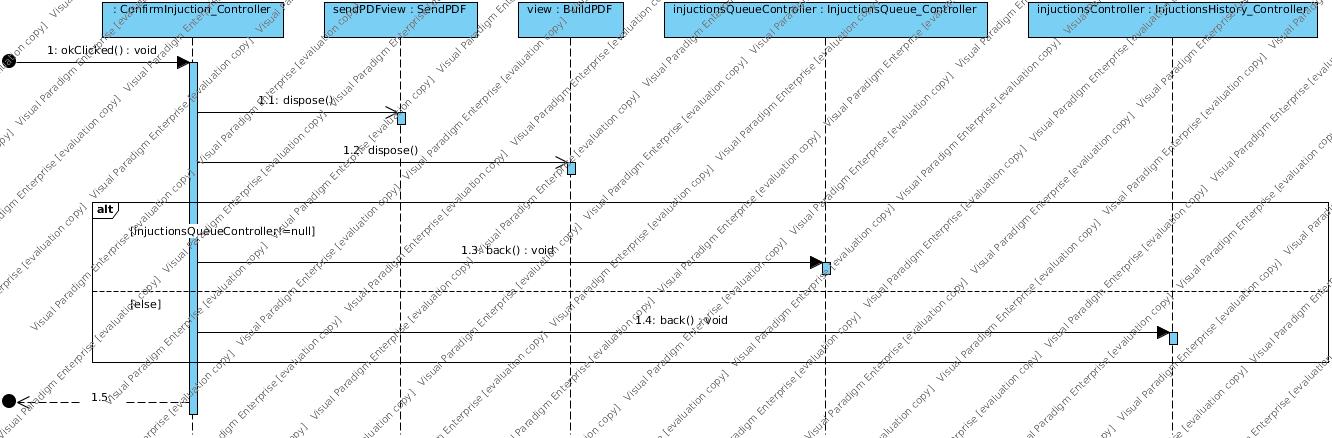 : ConfirmInjuction_Controller
sendPDFview : SendPDF
view : BuildPDF
injuctionsQueueController : InjuctionsQueue_Controller
injuctionsController : InjuctionsHistory_Controller
1: okClicked() : void
1.1: dispose()
1.2: dispose()
alt
[injuctionsQueueController!=null]
1.3: back() : void
[else]
1.4: back() : void
1.5:
Visual Paradigm Enterprise [evaluation copy]